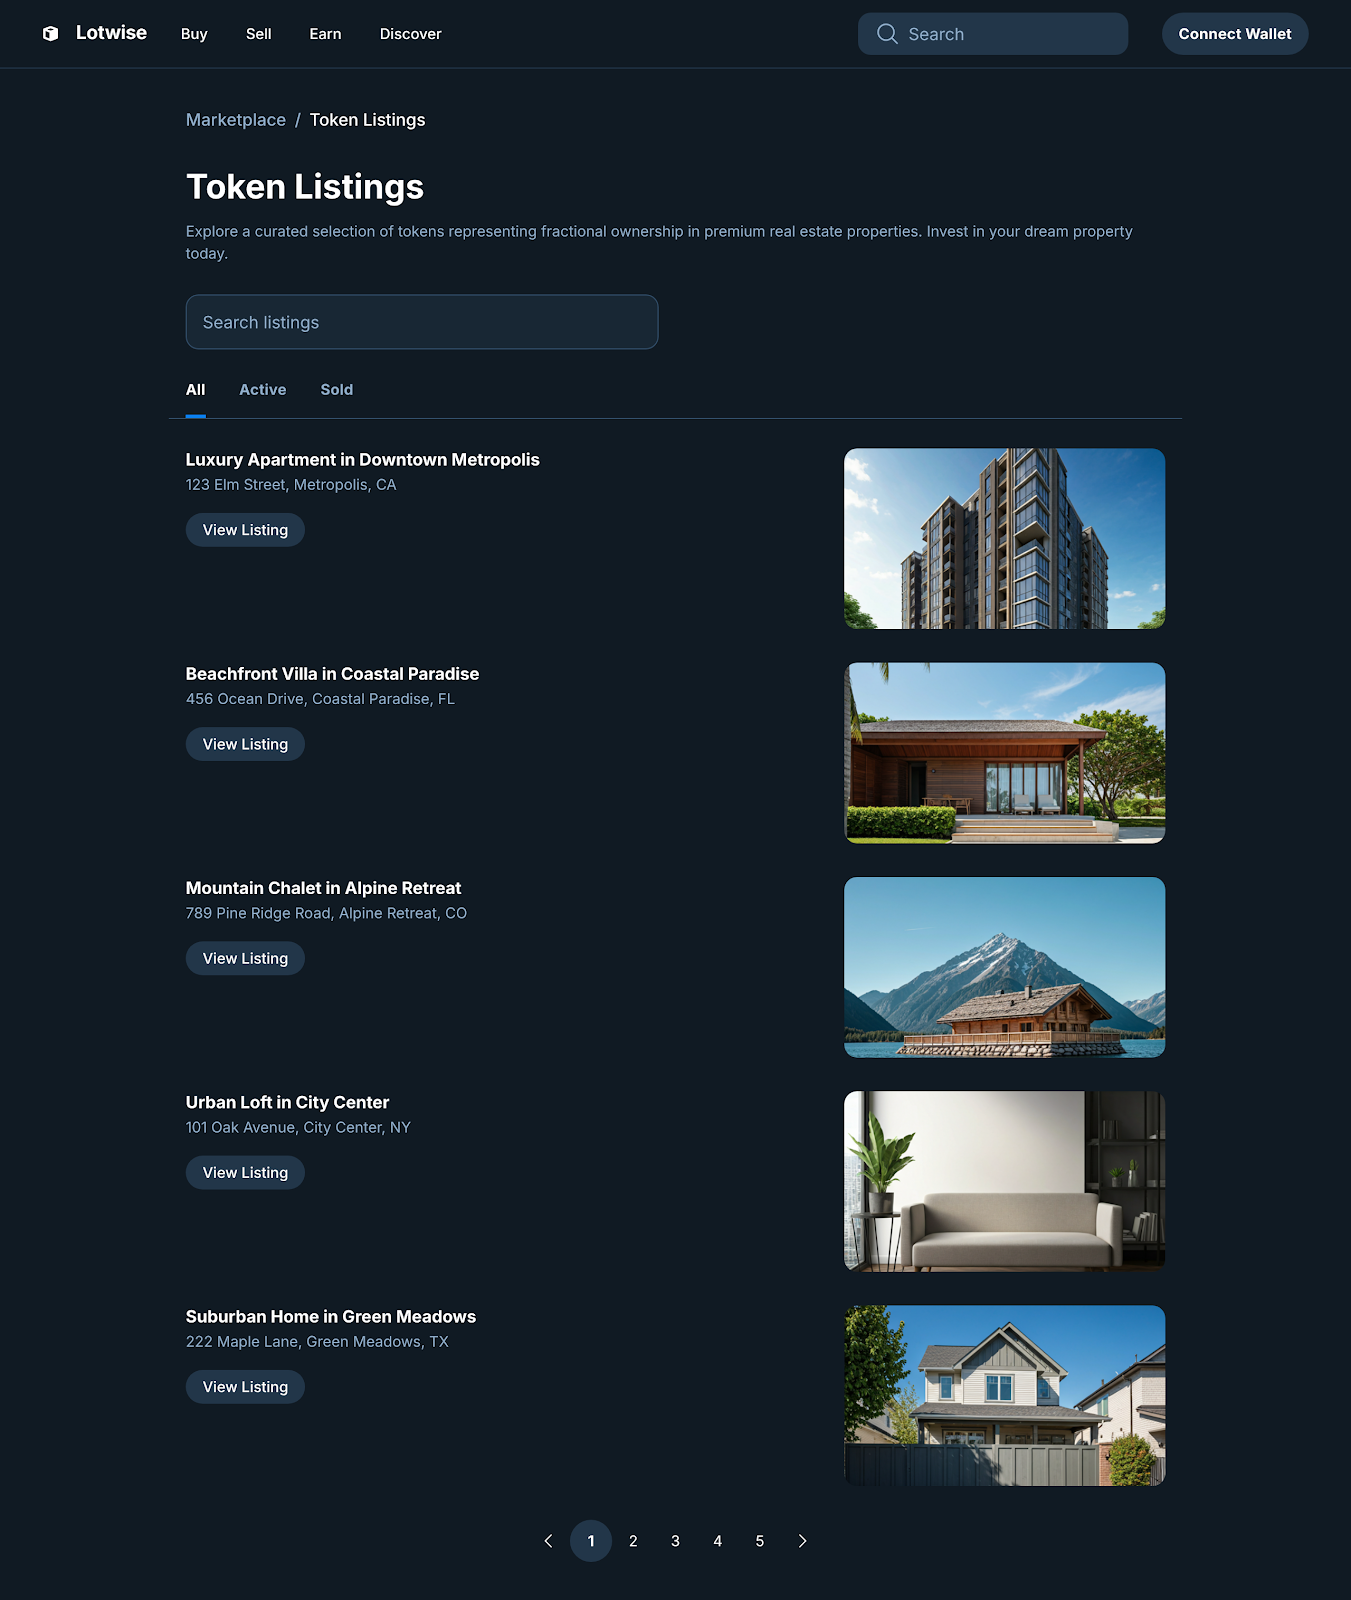 Lotwise Buy Sell Earn Discover Search Connect Wallet
Marketplace / Token Listings
Token Listings
Explore a curated selection of tokens representing fractional ownership in premium real estate properties. Invest in your dream property
today.
Search listings
All Active Sold
Luxury Apartment in Downtown Metropolis
123 Elm Street, Metropolis, CA
View Listing
Beachfront Villa in Coastal Paradise
456 Ocean Drive, Coastal Paradise, FL
View Listing
Mountain Chalet in Alpine Retreat
789 Pine Ridge Road, Alpine Retreat, CO
View Listing
Urban Loft in City Center
101 Oak Avenue, City Center, NY
View Listing
Suburban Home in Green Meadows
222 Maple Lane, Green Meadows, TX
View Listing
1 2 3 4 5